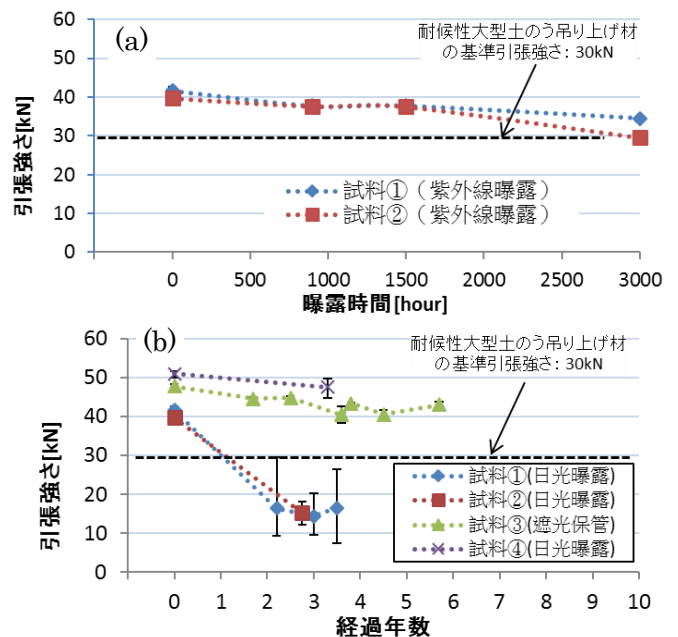 (a)
耐候性大型土のう吊り上げ材
の基準引張強さ: 30kN
引張強さ[kN]
60
50
40
30
20
10
0
試料①（紫外線曝露）
試料②（紫外線曝露）
0 500 1000 1500 2000 2500 3000
曝露時間[hour]
(b)
耐候性大型土のう吊り上げ材
の基準引張強さ: 30kN
引張強さ[kN]
60
50
40
30
20
10
0
試料①(日光曝露)
試料②(日光曝露)
試料③(遮光保管)
試料④(日光曝露)
0 1 2 3 4 5 6 7 8 9 10
経過年数